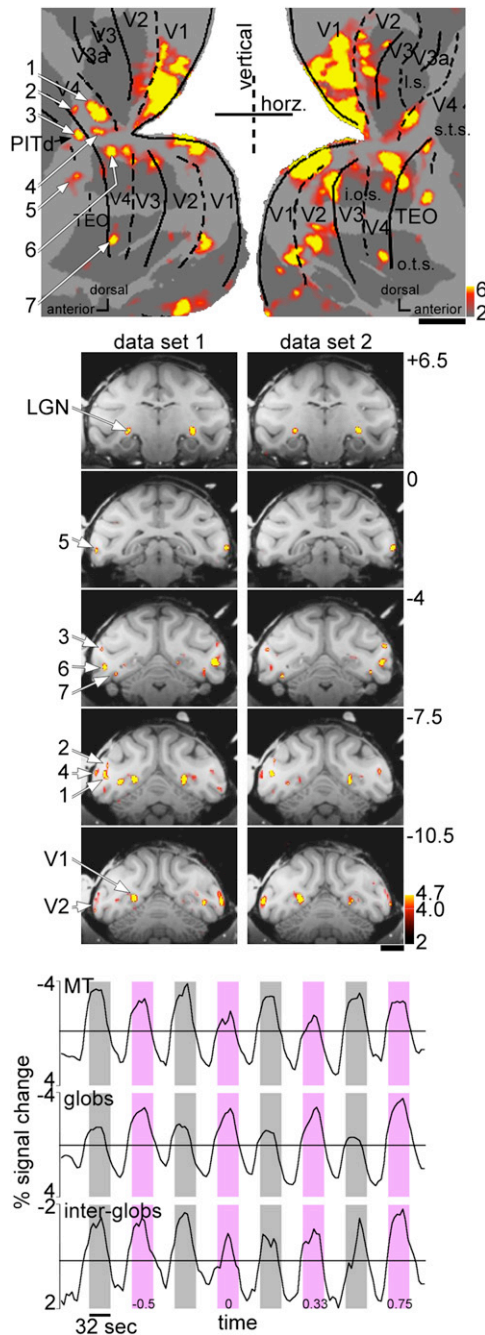 V2
V1
V3
V3a
V4
1
2
3
PITd
4
5
TEO
6
V4
V3
V2
V1
7
dorsal
anterior
vertical
horz.
V1
V2
V3
V3a
l.s.
V4
s.t.s.
i.o.s.
TEO
V1
V2
V3
V4
o.t.s.
dorsal
anterior
6
2
data set 1
data set 2
+6.5
LGN
0
5
-4
3
6
7
-7.5
2
4
1
-10.5
V1
V2
4.7
4.0
2
-4
MT
4
-4
globs
4
-2
inter-globs
2
% signal change
-0.5
0
0.33
0.75
32 sec
time